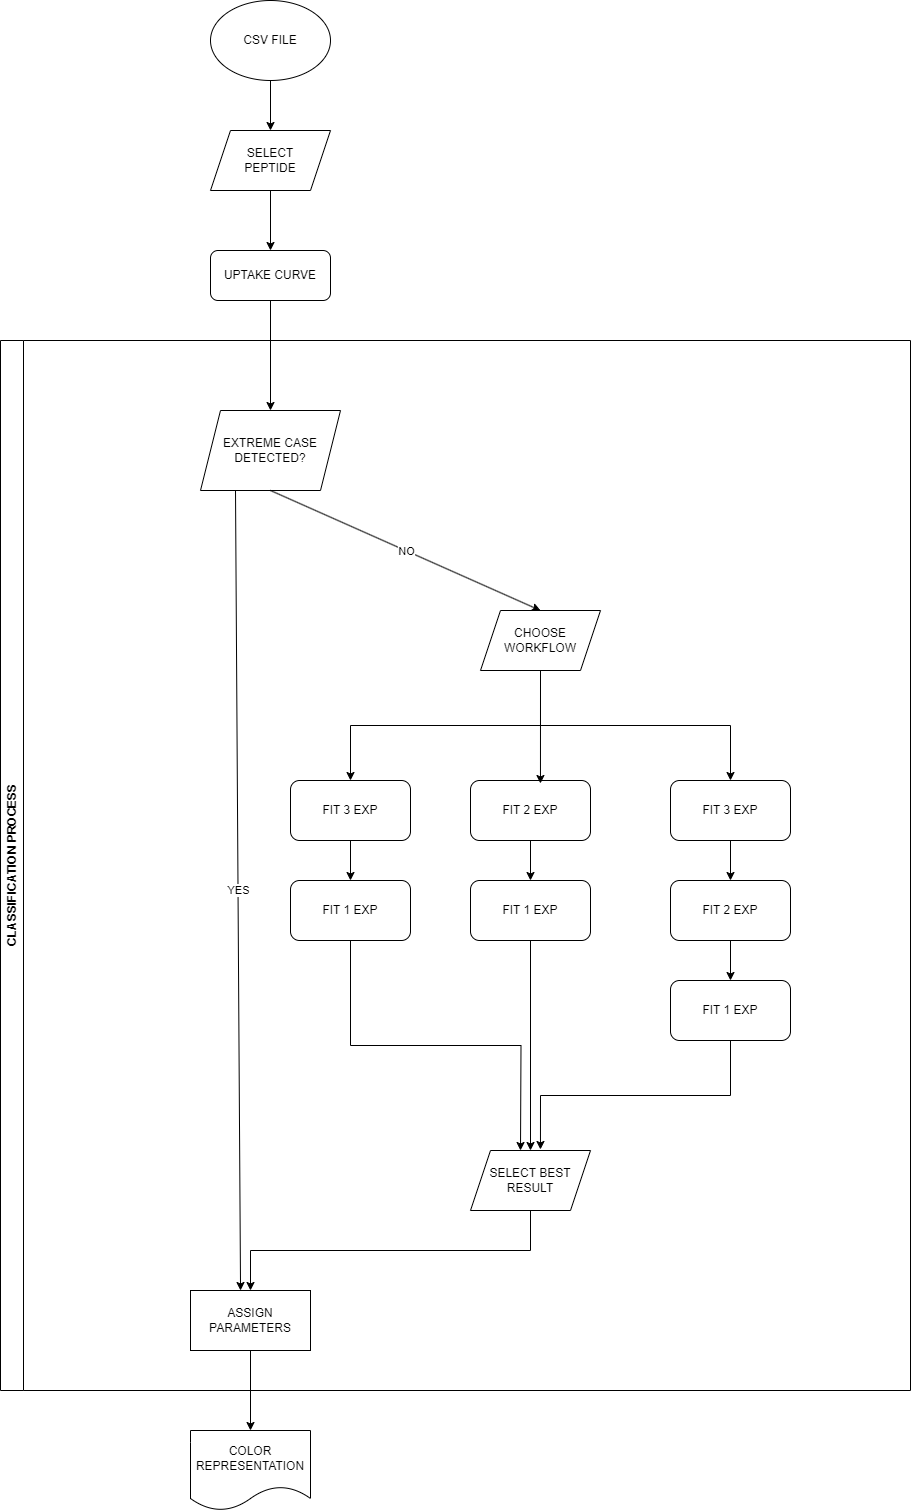 CSV FILE
SELECT
PEPTIDE
UPTAKE CURVE
CLASSIFICATION PROCESS
EXTREME CASE
DETECTED?
NO
CHOOSE
WORKFLOW
FIT 3 EXP
FIT 2 EXP
FIT 3 EXP
YES
FIT 1 EXP
FIT 1 EXP
FIT 2 EXP
FIT 1 EXP
SELECT BEST
RESULT
ASSIGN
PARAMETERS
COLOR
REPRESENTATION